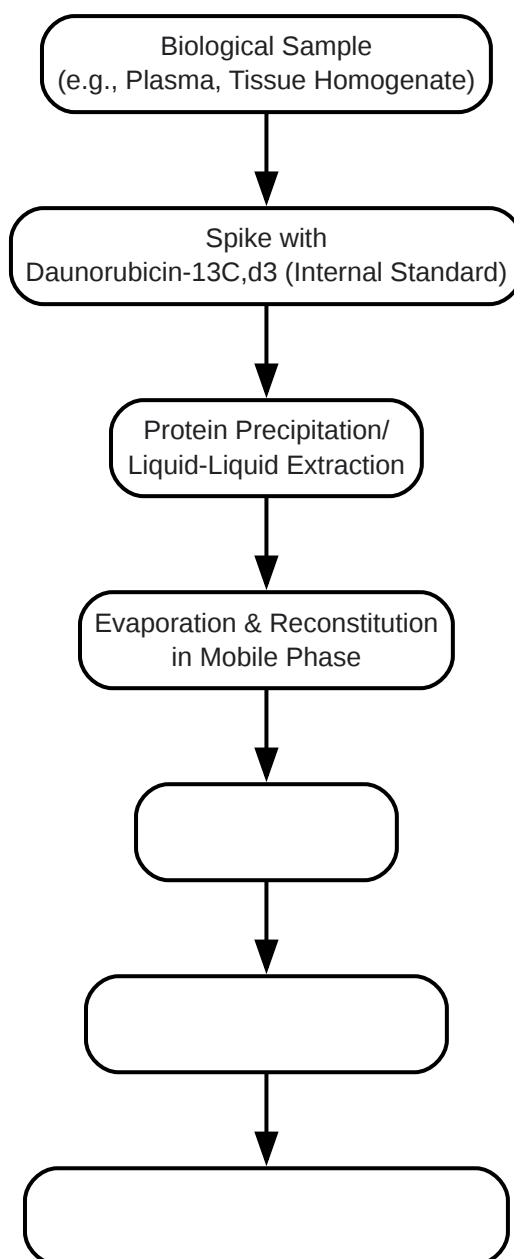 Biological Sample
(e.g., Plasma, Tissue Homogenate)
Spike with
Daunorubicin-13C,d3 (Internal Standard)
Protein Precipitation/
Liquid-Liquid Extraction
Evaporation & Reconstitution
in Mobile Phase